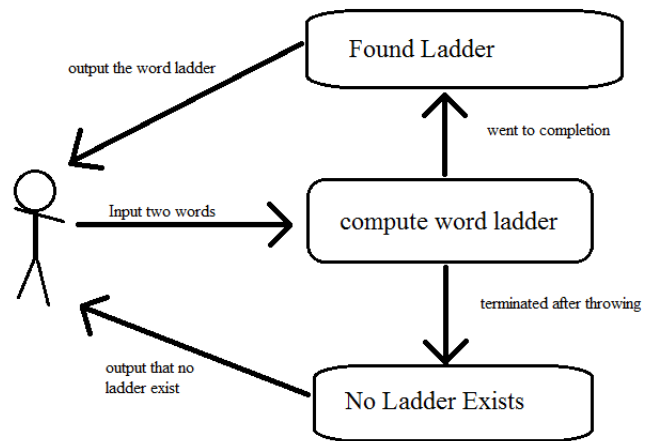 Found Ladder
output the word ladder
went to completion
Input two words
compute word ladder
terminated after throwing
output that no
ladder exist
No Ladder Exists